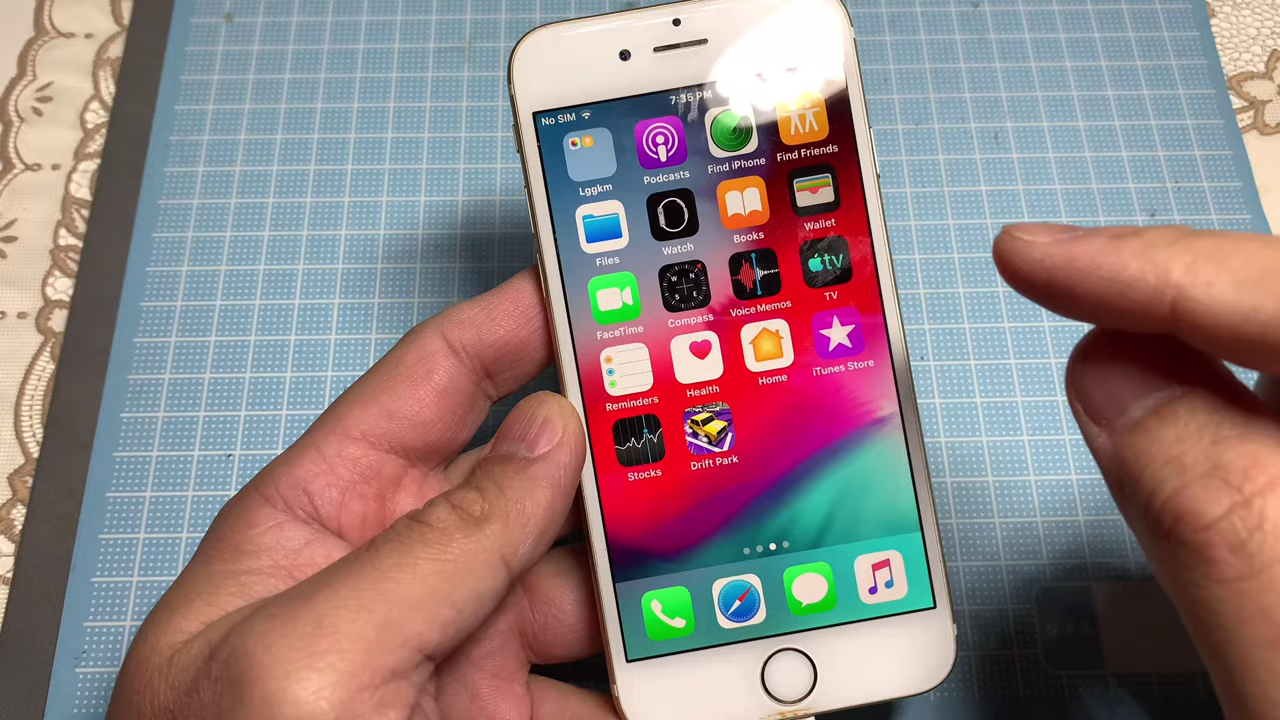 No SIM 7:35 PM
Lggkm Podcasts Find iPhone Find Friends
Files Watch Books Wallet
tv
FaceTime Compass Voice Memos TV
Reminders Health Home iTunes Store
Stocks Drift Park